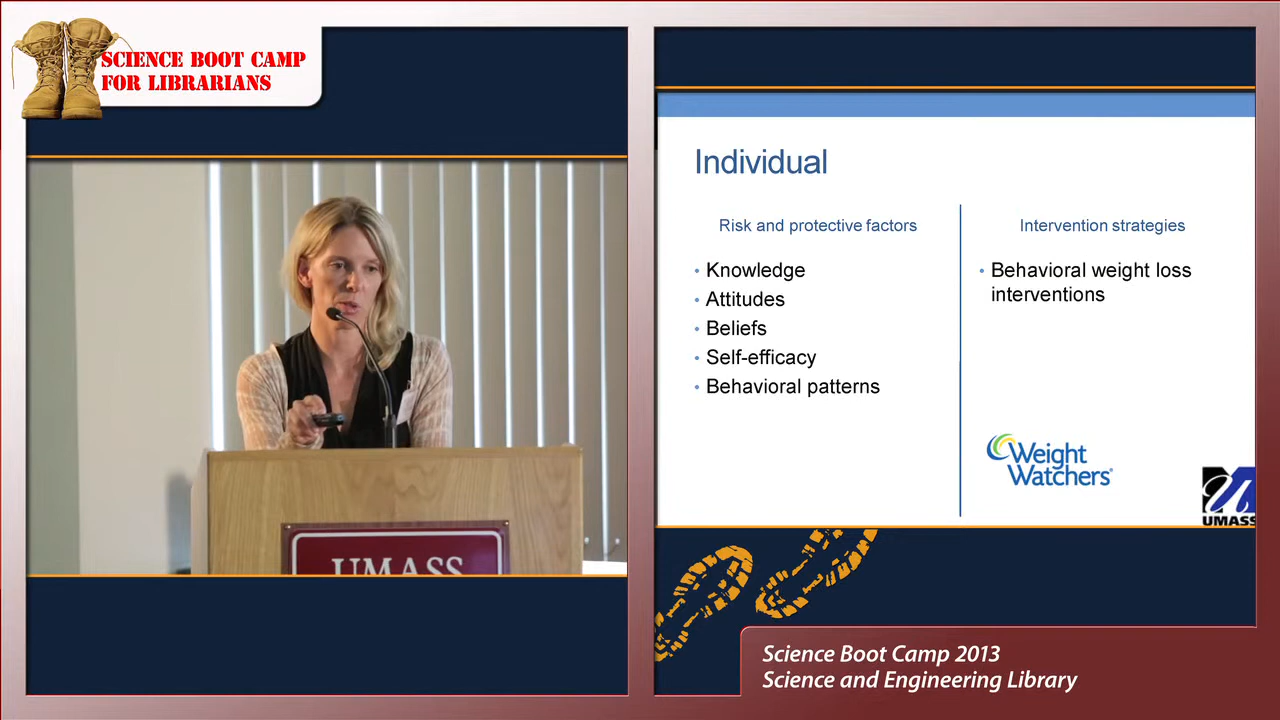 SCIENCE BOOT CAMP
FOR LIBRARIANS
UMASS
Individual
Risk and protective factors
• Knowledge
• Attitudes
• Beliefs
• Self-efficacy
• Behavioral patterns
Intervention strategies
• Behavioral weight loss
interventions
Weight
Watchers®
UMASS
Science Boot Camp 2013
Science and Engineering Library